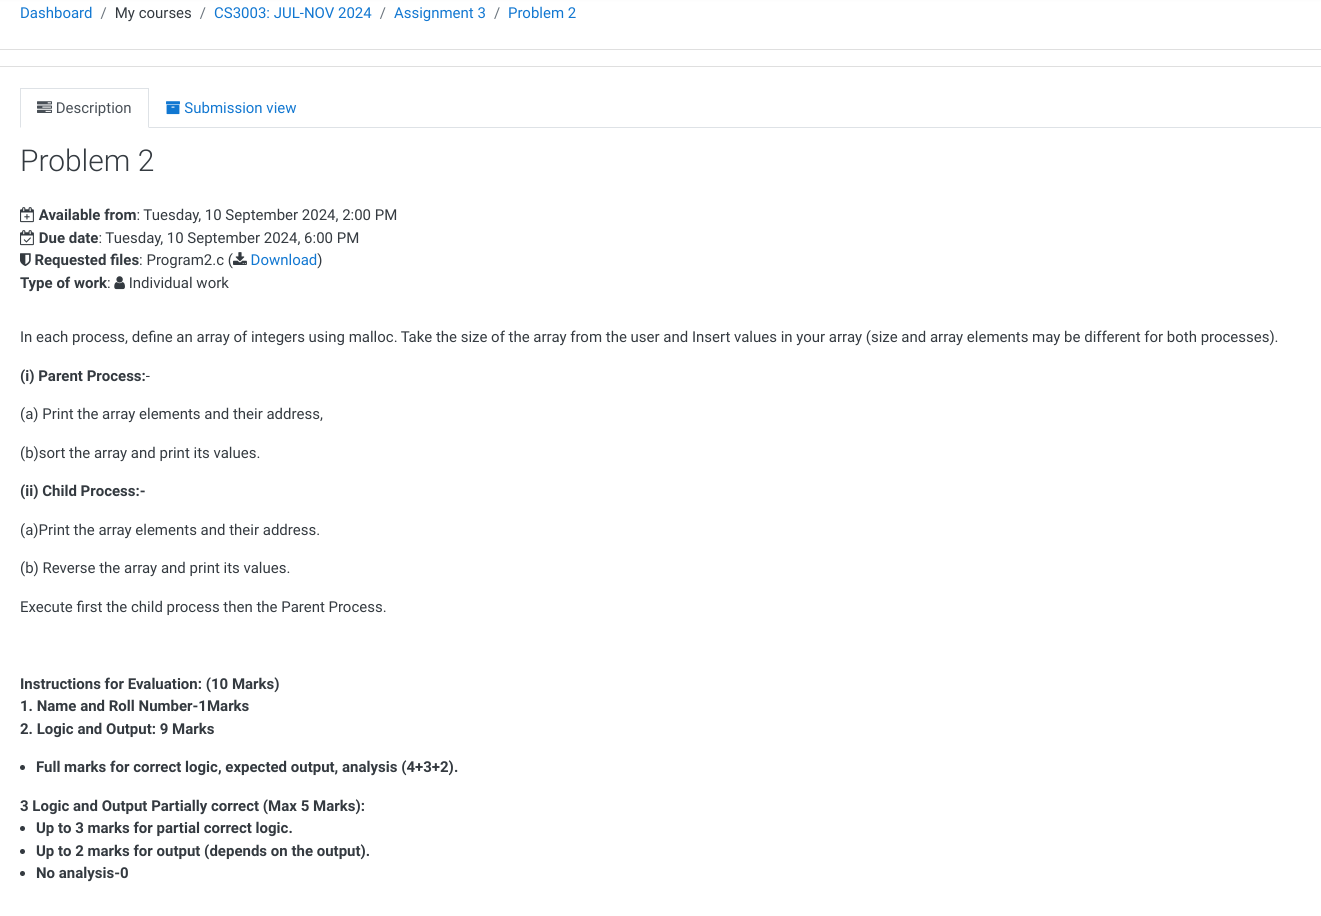 Dashboard / My courses / CS3003: JUL-NOV 2024 / Assignment 3 / Problem 2
Description Submission view
Problem 2
Available from: Tuesday, 10 September 2024, 2:00 PM
Due date: Tuesday, 10 September 2024, 6:00 PM
Requested files: Program2.c (Download)
Type of work: Individual work
In each process, define an array of integers using malloc. Take the size of the array from the user and Insert values in your array (size and array elements may be different for both processes).
(i) Parent Process:-
(a) Print the array elements and their address,
(b)sort the array and print its values.
(ii) Child Process:-
(a)Print the array elements and their address.
(b) Reverse the array and print its values.
Execute first the child process then the Parent Process.
Instructions for Evaluation: (10 Marks)
1. Name and Roll Number-1Marks
2. Logic and Output: 9 Marks
• Full marks for correct logic, expected output, analysis (4+3+2).
3 Logic and Output Partially correct (Max 5 Marks):
• Up to 3 marks for partial correct logic.
• Up to 2 marks for output (depends on the output).
• No analysis-0